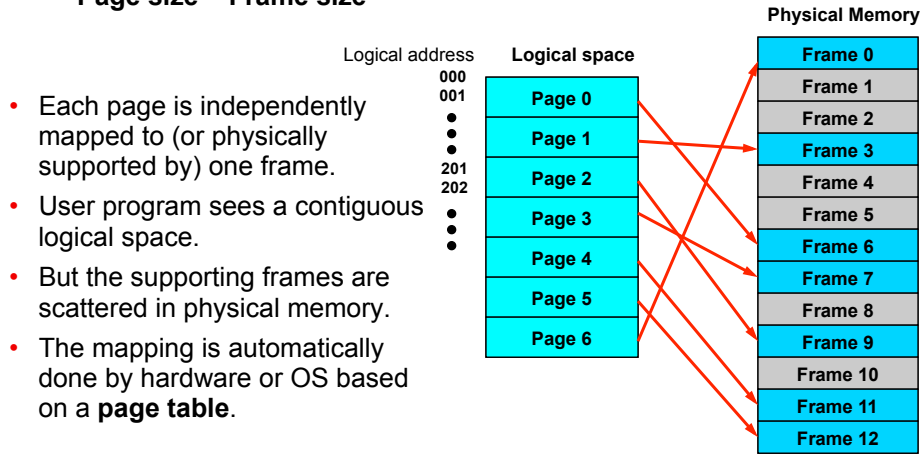 Page size = Frame size
Physical Memory
Logical address
Logical space
000
001
201
202
• Each page is independently
mapped to (or physically
supported by) one frame.
• User program sees a contiguous
logical space.
• But the supporting frames are
scattered in physical memory.
• The mapping is automatically
done by hardware or OS based
on a page table.
Page 0
Page 1
Page 2
Page 3
Page 4
Page 5
Page 6
Frame 0
Frame 1
Frame 2
Frame 3
Frame 4
Frame 5
Frame 6
Frame 7
Frame 8
Frame 9
Frame 10
Frame 11
Frame 12